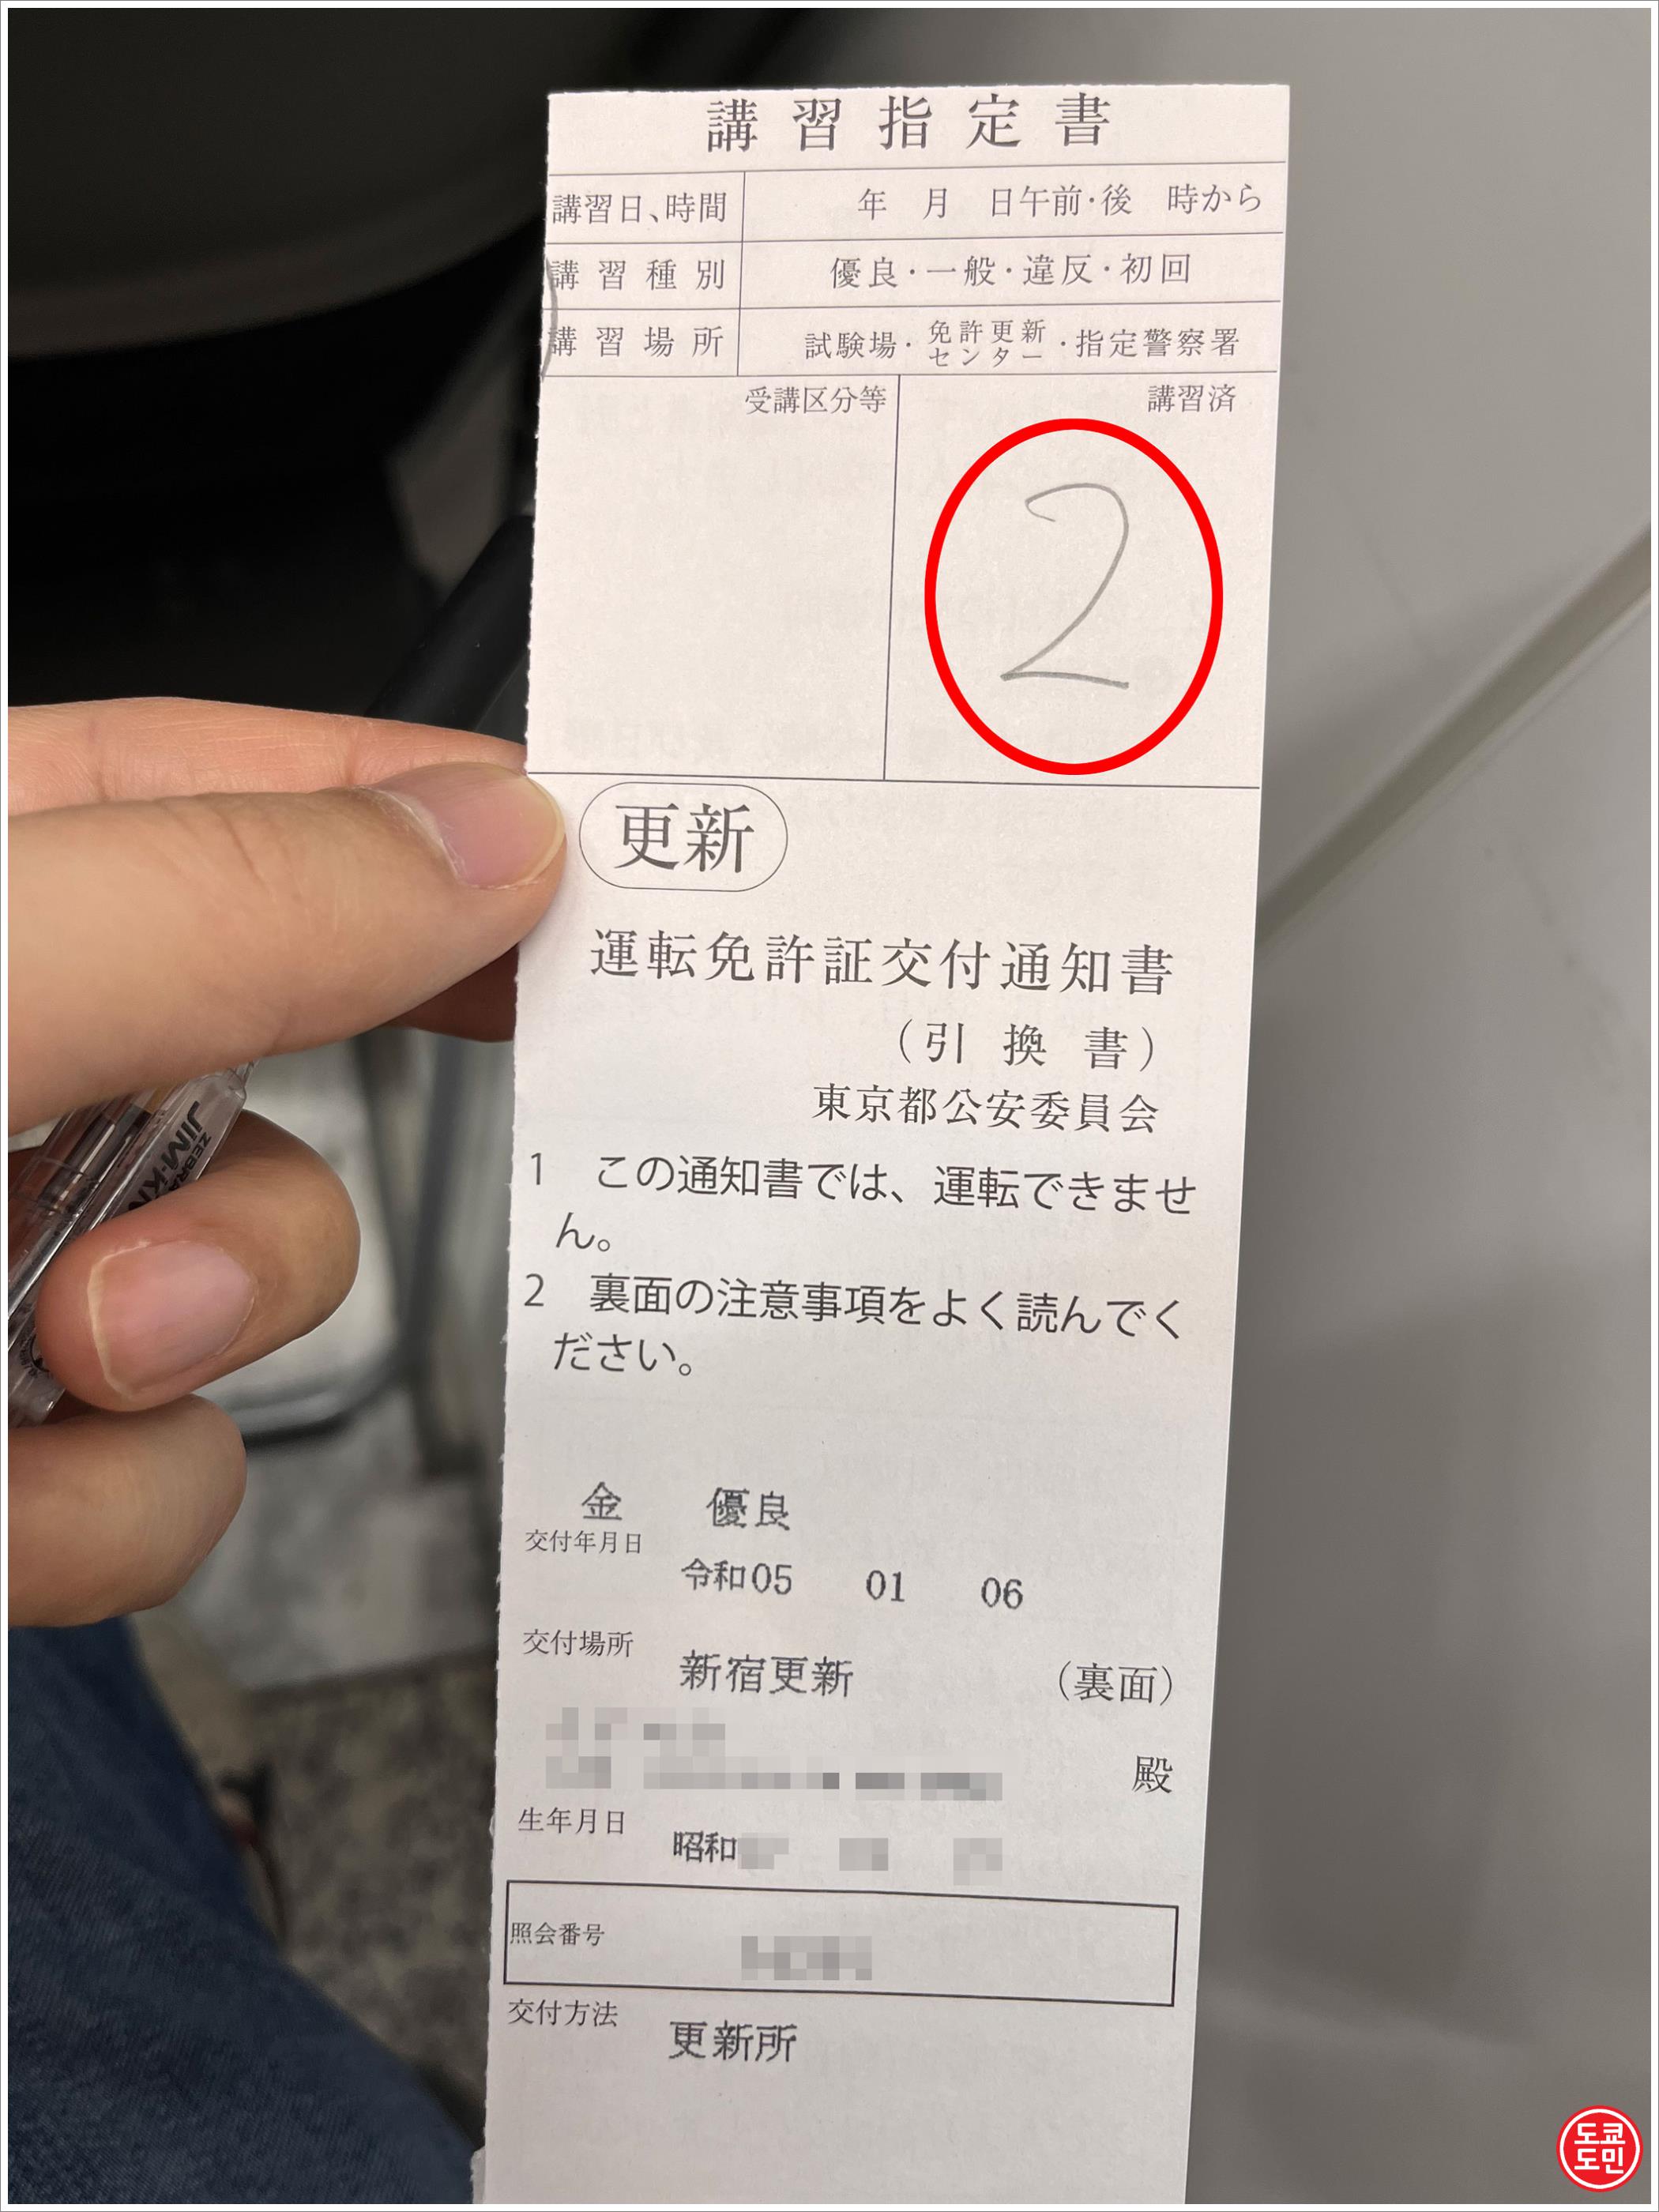 講習指定書
講習日、時間 年 月 日午前・後 時から
講習種別 優良・一般・違反・初回
講習場所 試験場・免許更新センター・指定警察署
受講区分等 講習済
2
更新
運転免許証交付通知書
（引換書）
東京都公安委員会
1 この通知書では、運転できませ
ん。
2 裏面の注意事項をよく読んでく
ださい。
金 優良
交付年月日
令和05 01 06
交付場所
新宿更新 （裏面）
殿
生年月日
昭和
照会番号
交付方法
更新所
ZEBRA
도쿄
도민